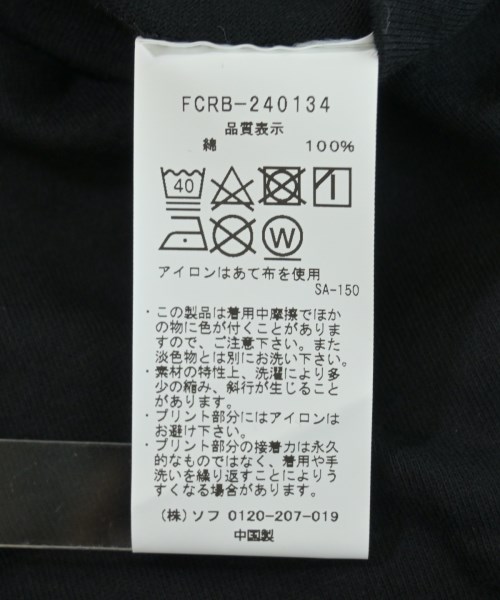 FCRB-240134
品質表示
綿 100%
40
W
アイロンはあて布を使用
SA-150
・この製品は着用中摩擦でほか
の物に色が付くことがありま
すので、ご注意下さい。また
淡色物とは別にお洗い下さい。
・素材の特性上、洗濯により多
少の縮み、斜行が生じること
があります。
・プリント部分にはアイロンは
お避け下さい。
・プリント部分の接着力は永久
的なものではなく、着用や手
洗いを繰り返すことによりう
すくなる場合があります。
(株)ソフ 0120-207-019
中国製